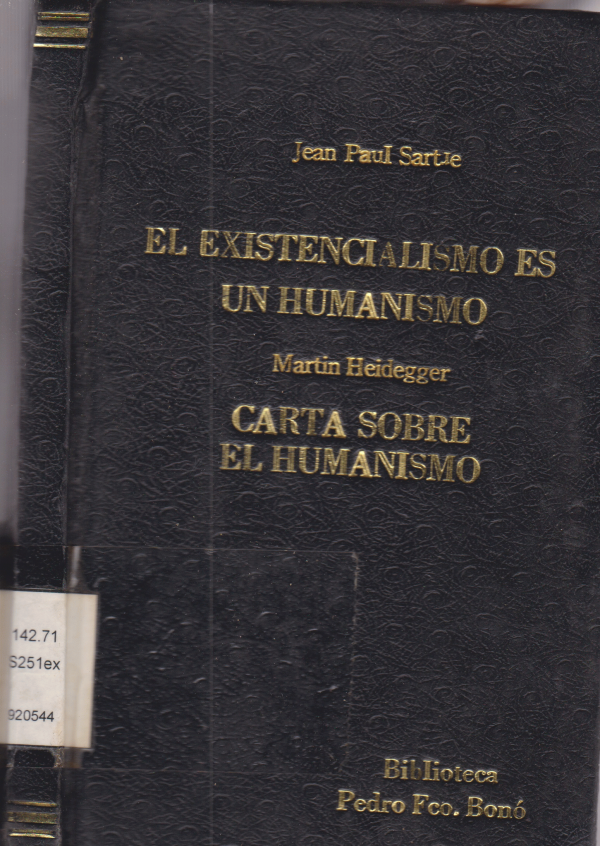 Jean Paul Sartre
EL EXISTENCIALISMO ES
UN HUMANISMO
Martin Heidegger
CARTA SOBRE
EL HUMANISMO
142.71
S251ex
920544
Biblioteca
Pedro Fco. Bonó